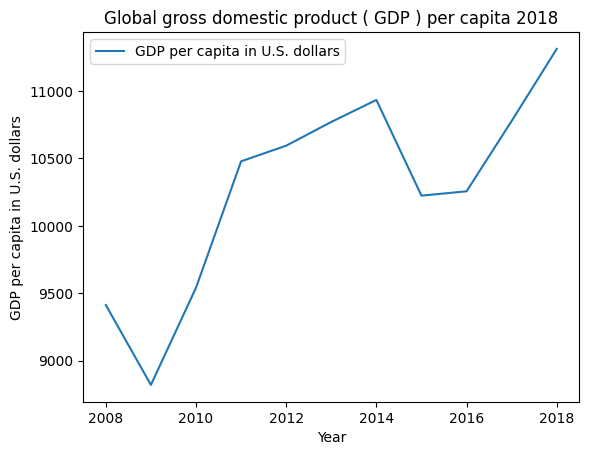 Global gross domestic product ( GDP ) per capita 2018
GDP per capita in U.S. dollars
GDP per capita in U.S. dollars
11000
10500
10000
9500
9000
2008 2010 2012 2014 2016 2018
Year